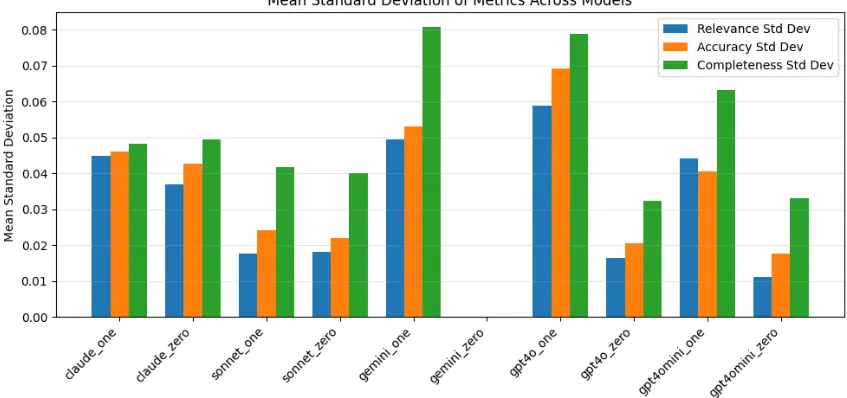 Mean Standard Deviation of Metrics Across Models
Relevance Std Dev
Accuracy Std Dev
Completeness Std Dev
Mean Standard Deviation
0.08
0.07
0.06
0.05
0.04
0.03
0.02
0.01
0.00
claude_one
claude_zero
sonnet_one
sonnet_zero
gemini_one
gemini_zero
gpt4o_one
gpt4o_zero
gpt4omini_one
gpt4omini_zero